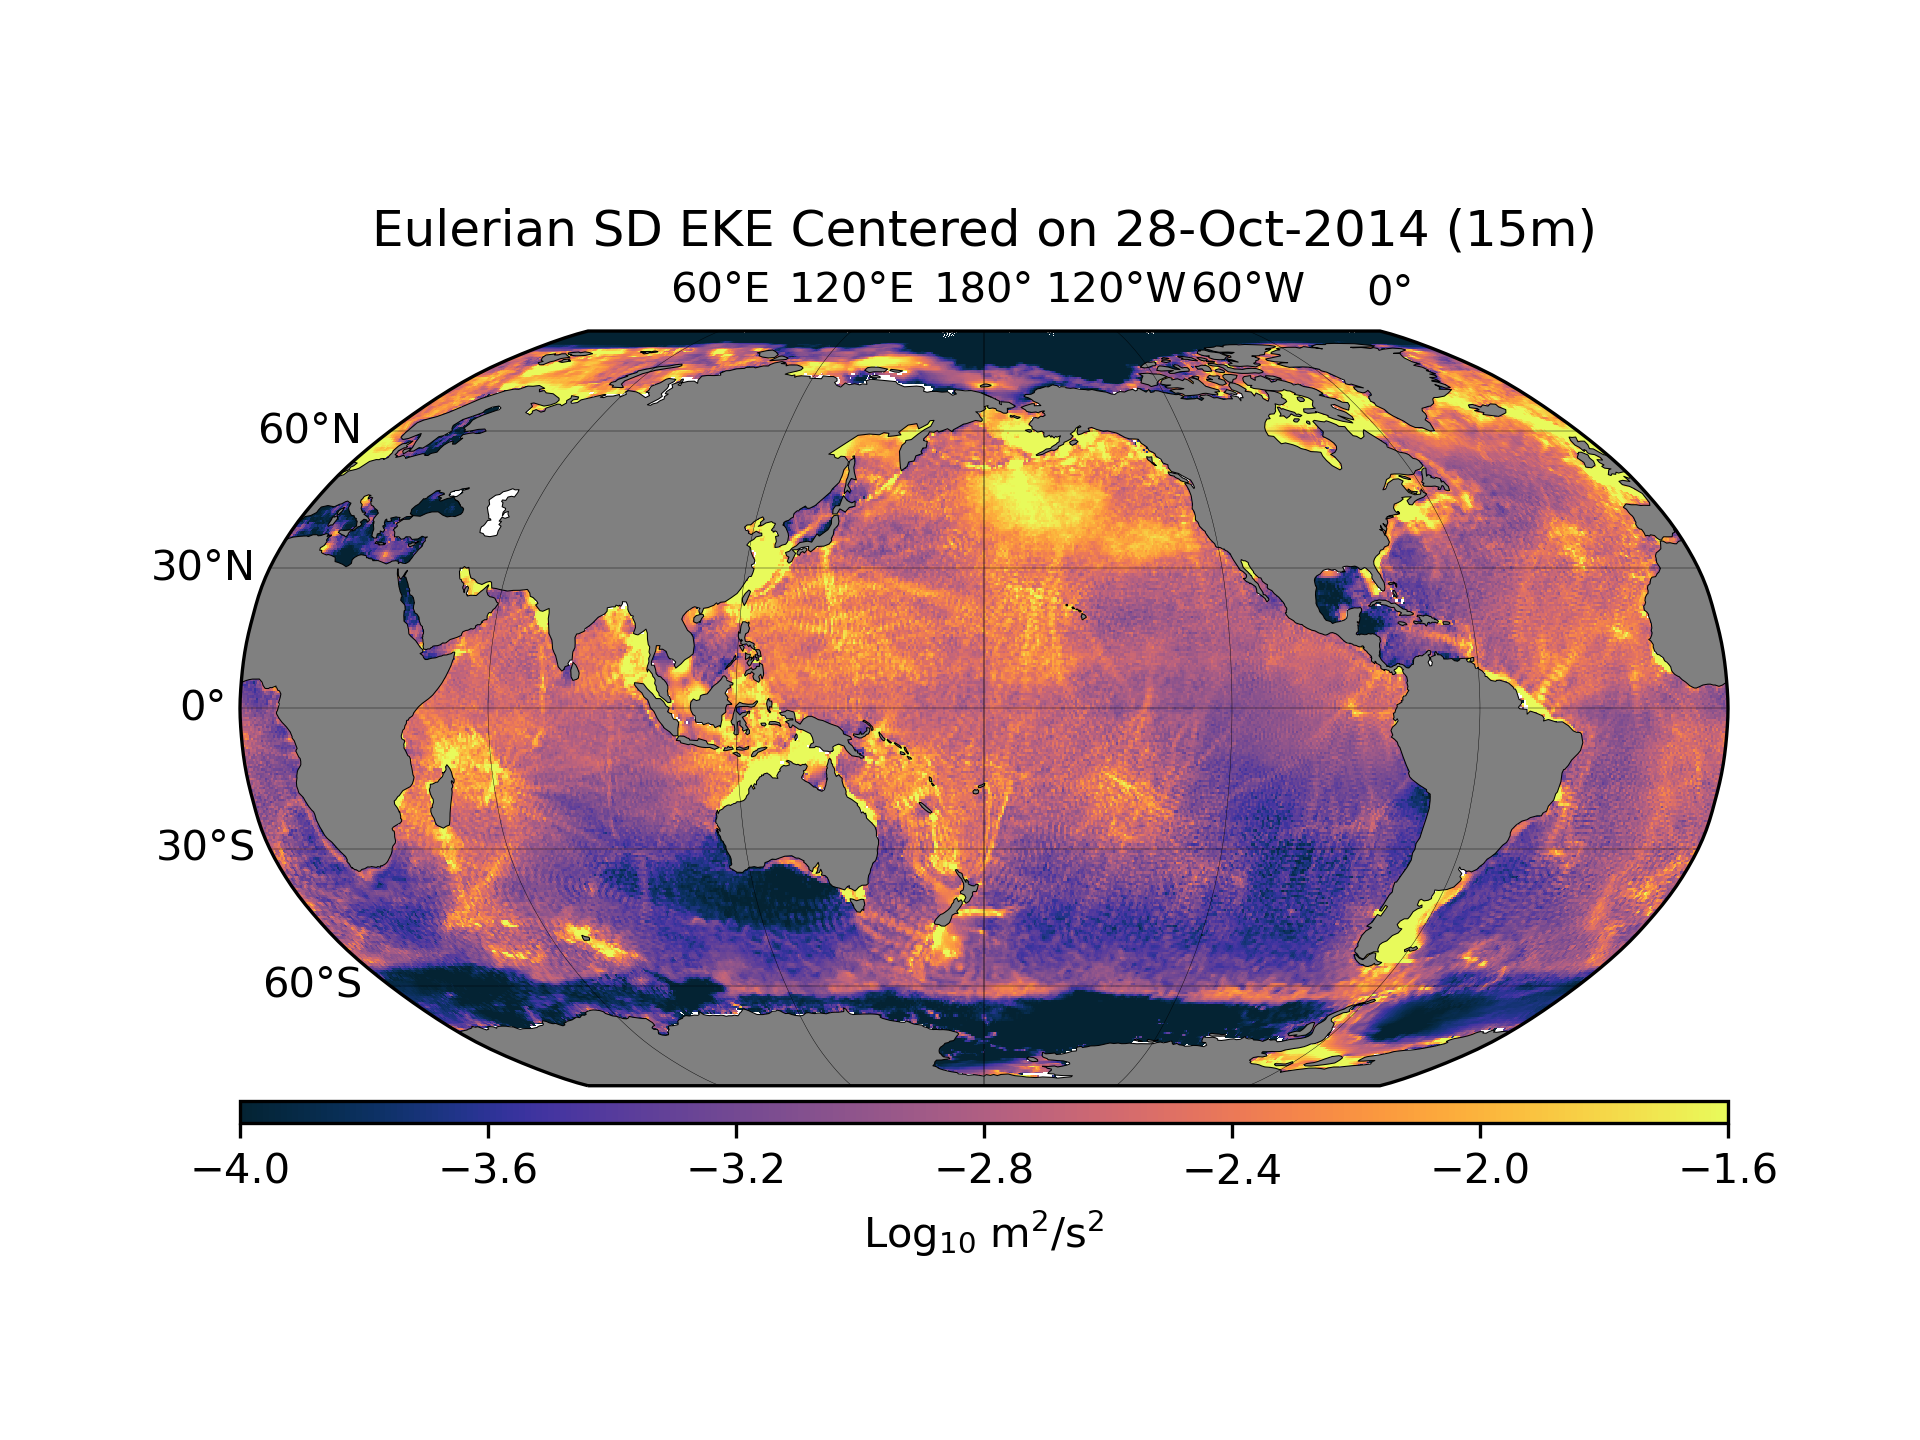 Eulerian SD EKE Centered on 28-Oct-2014 (15m)
60°E 120°E 180° 120°W 60°W 0°
60°N
30°N
0°
30°S
60°S
−4.0 −3.6 −3.2 −2.8 −2.4 −2.0 −1.6
Log₁₀ m²/s²